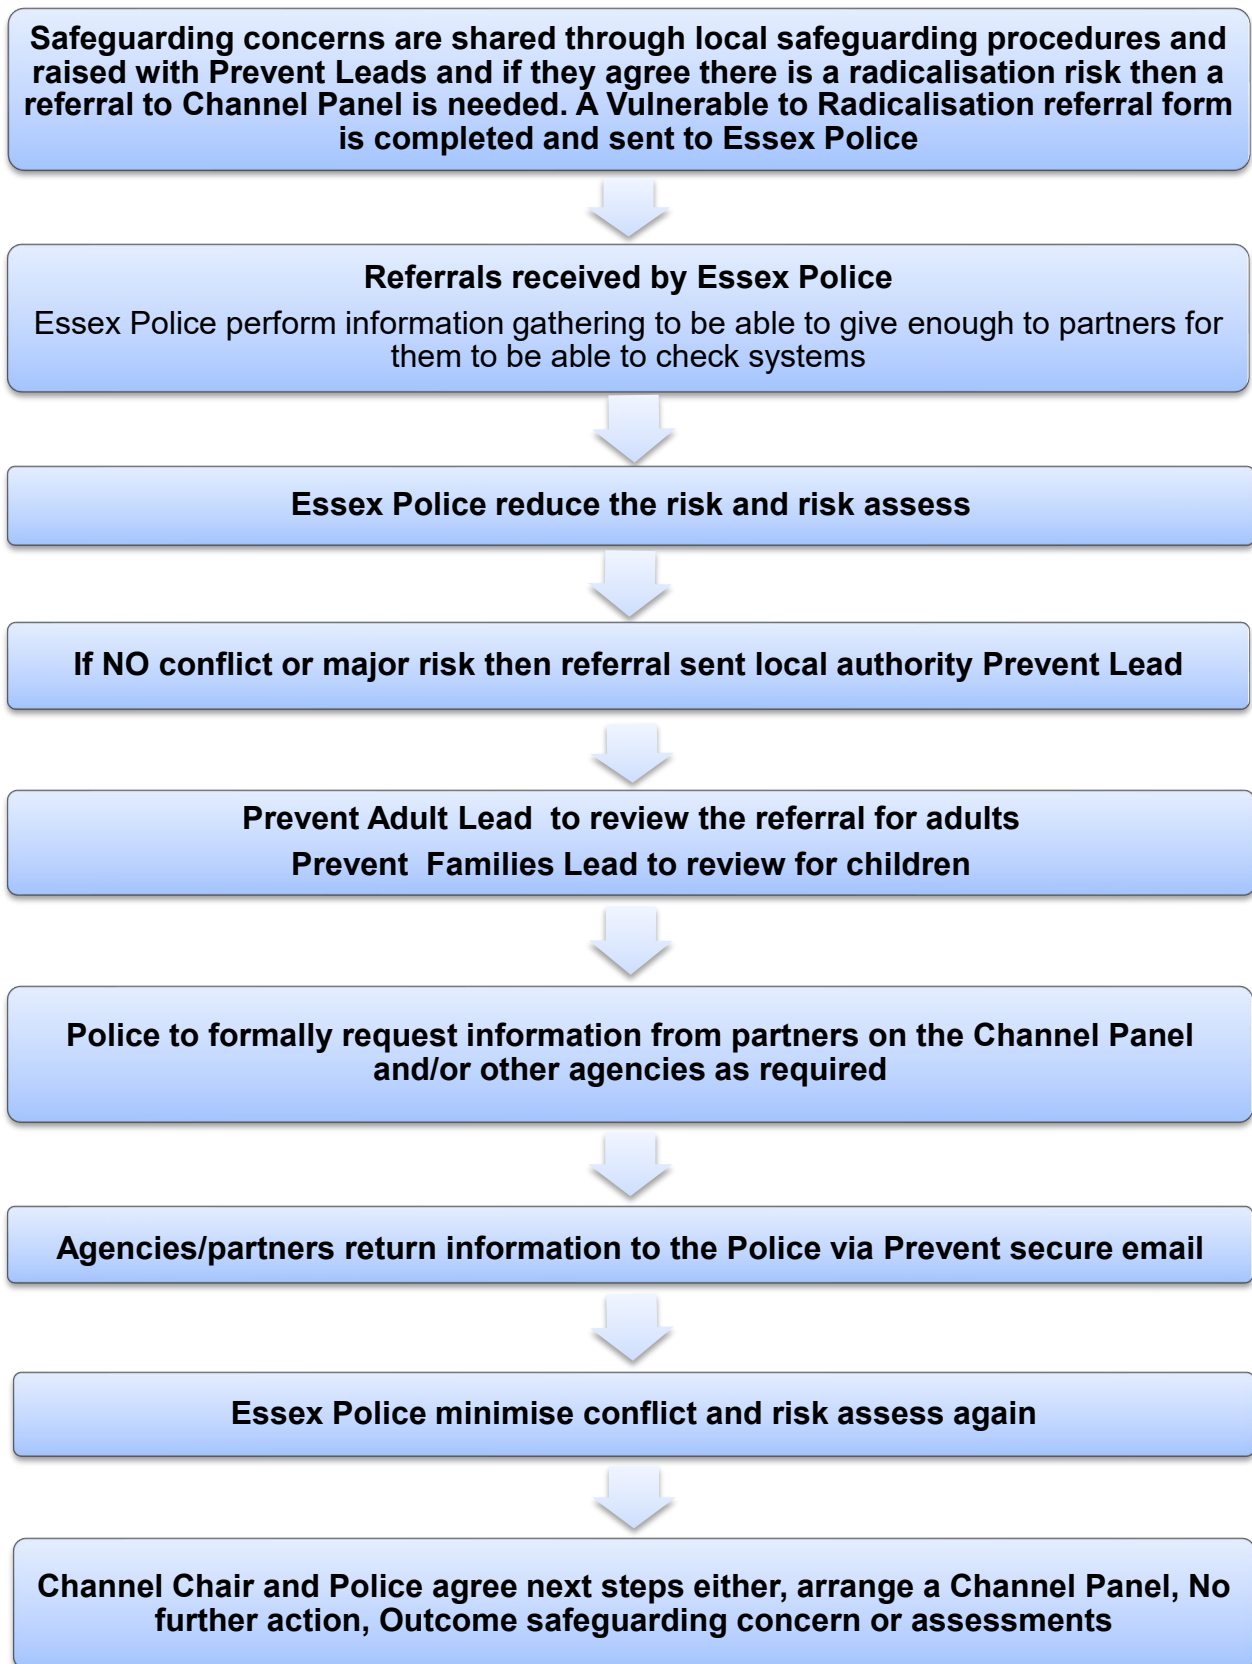 Safeguarding concerns are shared through local safeguarding procedures and
raised with Prevent Leads and if they agree there is a radicalisation risk then a
referral to Channel Panel is needed. A Vulnerable to Radicalisation referral form
is completed and sent to Essex Police
Referrals received by Essex Police
Essex Police perform information gathering to be able to give enough to partners for
them to be able to check systems
Essex Police reduce the risk and risk assess
If NO conflict or major risk then referral sent local authority Prevent Lead
Prevent Adult Lead to review the referral for adults
Prevent Families Lead to review for children
Police to formally request information from partners on the Channel Panel
and/or other agencies as required
Agencies/partners return information to the Police via Prevent secure email
Essex Police minimise conflict and risk assess again
Channel Chair and Police agree next steps either, arrange a Channel Panel, No
further action, Outcome safeguarding concern or assessments